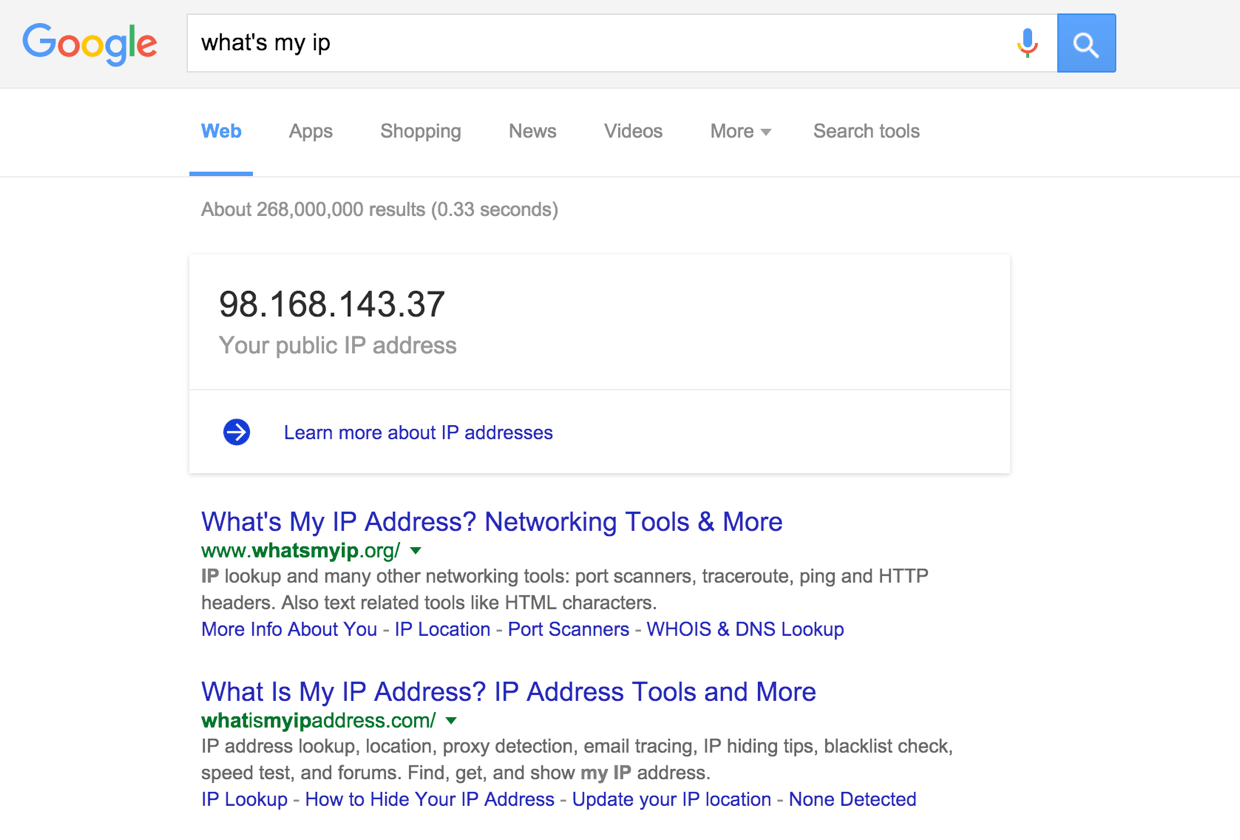 Google what's my ip
Web Apps Shopping News Videos More Search tools
About 268,000,000 results (0.33 seconds)
98.168.143.37
Your public IP address
Learn more about IP addresses
What's My IP Address? Networking Tools & More
www.whatsmyip.org/
IP lookup and many other networking tools: port scanners, traceroute, ping and HTTP
headers. Also text related tools like HTML characters.
More Info About You - IP Location - Port Scanners - WHOIS & DNS Lookup
What Is My IP Address? IP Address Tools and More
whatismyipaddress.com/
IP address lookup, location, proxy detection, email tracing, IP hiding tips, blacklist check,
speed test, and forums. Find, get, and show my IP address.
IP Lookup - How to Hide Your IP Address - Update your IP location - None Detected